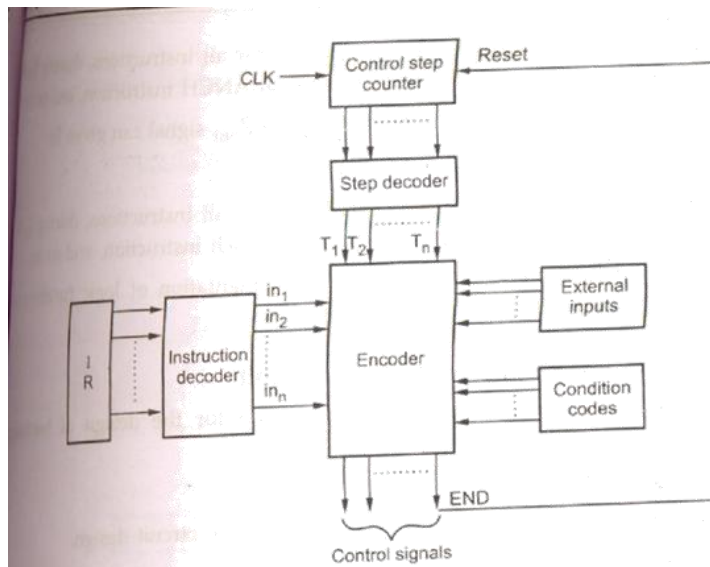 CLK
Control step
counter
Reset
Step decoder
T1 T2 Tn
I
R
Instruction
decoder
in1
in2
inn
Encoder
External
inputs
Condition
codes
END
Control signals